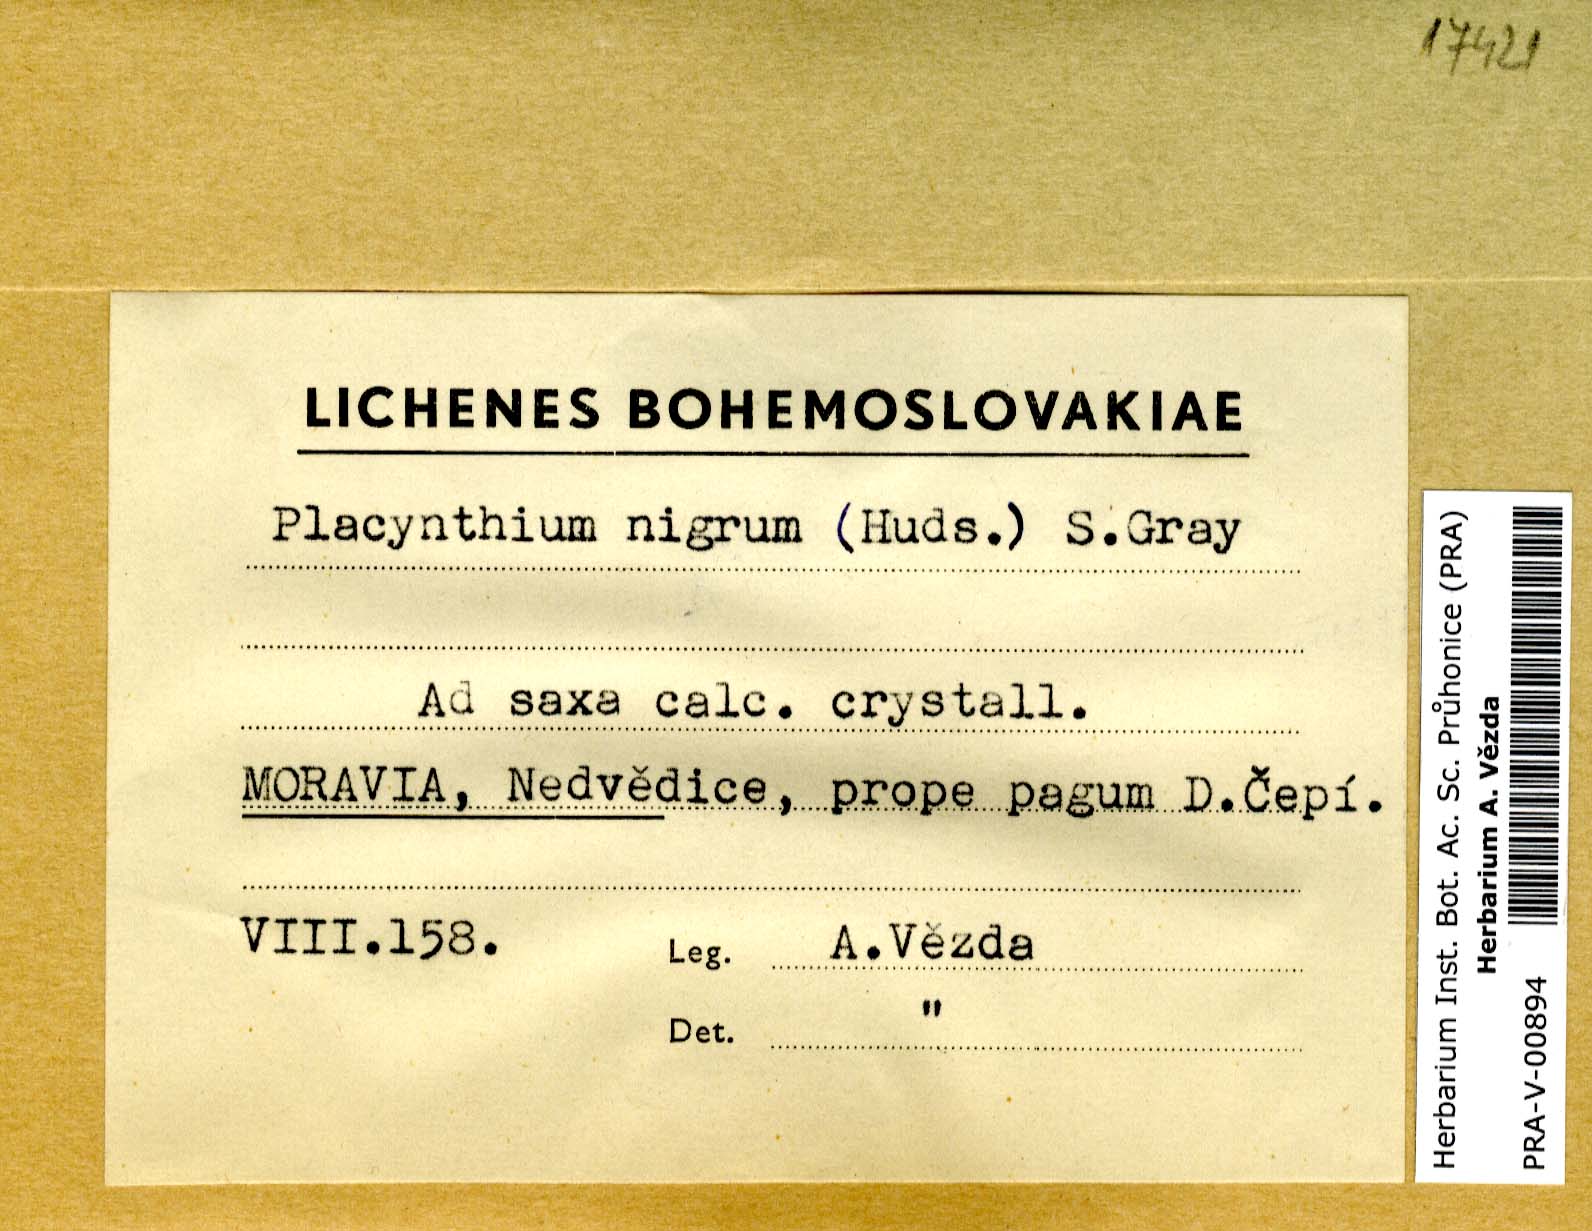 17421
LICHENES BOHEMOSLOVAKIAE
Placynthium nigrum (Huds.) S.Gray
Ad saxa calc. crystall.
MORAVIA, Nedvědice, prope pagum D.Čepí.
VIII.158.
Leg. A.Vězda
Det. "
Herbarium Inst. Bot. Ac. Sc. Průhonice (PRA)
Herbarium A. Vězda
PRA-V-00894